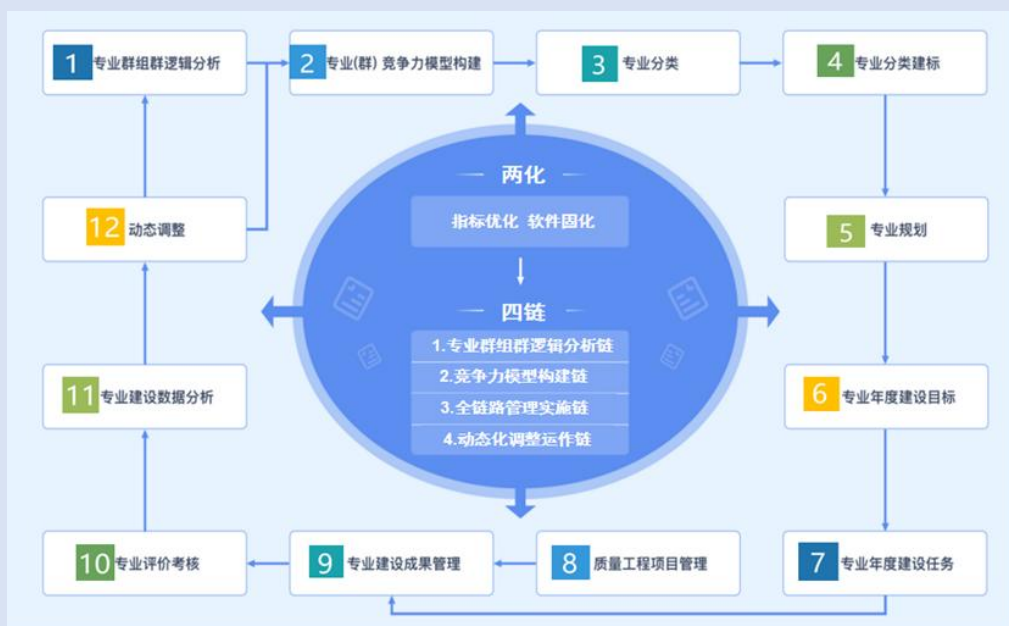 1 专业群组群逻辑分析
2 专业(群) 竞争力模型构建
3 专业分类
4 专业分类建标
两化
指标优化 软件固化
12 动态调整
5 专业规划
四链
1.专业群组群逻辑分析链
2.竞争力模型构建链
3.全链路管理实施链
4.动态化调整运作链
11 专业建设数据分析
6 专业年度建设目标
10 专业评价考核
9 专业建设成果管理
8 质量工程项目管理
7 专业年度建设任务